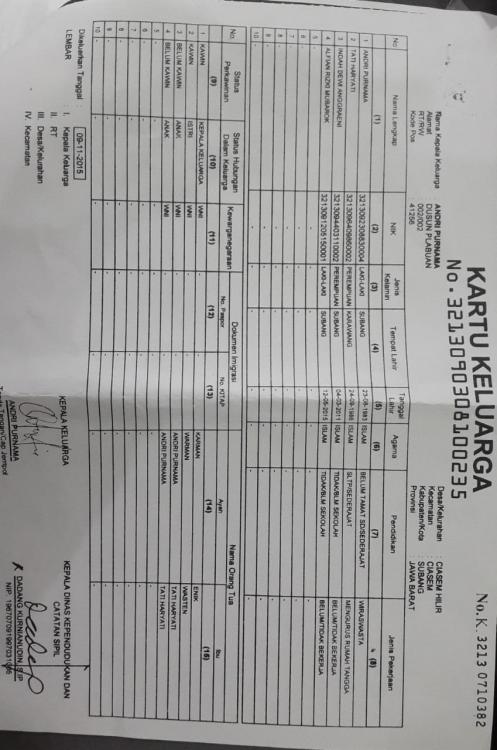 KARTU KELUARGA
No. 3213090308100235
No.K. 3213 0710382
Nama Kepala Keluarga : ANDRI PURNAMA
Alamat : DUSUN PLABUAN
RT/RW : 002/002
Kode Pos : 41256
Desa/Kelurahan : CIASEM HILIR
Kecamatan : CIASEM
Kabupaten/Kota : SUBANG
Provinsi : JAWA BARAT
No Nama Lengkap NIK Jenis Kelamin Tempat Lahir Tanggal Lahir Agama Pendidikan Jenis Pekerjaan
(1) (2) (3) (4) (5) (6) (7) (8)
1 ANDRI PURNAMA 3213092308830004 LAKI-LAKI SUBANG 23-08-1983 ISLAM BELUM TAMAT SD/SEDERAJAT WIRASWASTA
2 TATI HARYATI 3213096409860002 PEREMPUAN KARAWANG 24-09-1986 ISLAM SLTP/SEDERAJAT MENGURUS RUMAH TANGGA
3 INDAH DEWI ANGGRAENI 3213094403110002 PEREMPUAN SUBANG 04-03-2011 ISLAM TIDAK/BLM SEKOLAH BELUM/TIDAK BEKERJA
4 ALFIAN RIZKI MUBAROK 3213091206150001 LAKI-LAKI SUBANG 12-06-2015 ISLAM TIDAK/BLM SEKOLAH BELUM/TIDAK BEKERJA
5 - - - - - - - -
6 - - - - - - - -
7 - - - - - - - -
8 - - - - - - - -
9 - - - - - - - -
10 - - - - - - - -
No. Status Perkawinan Status Hubungan Dalam Keluarga Kewarganegaraan Dokumen Imigrasi Nama Orang Tua
No. Paspor No. KITAP Ayah Ibu
(9) (10) (11) (12) (13) (14) (15)
1 KAWIN KEPALA KELUARGA WNI - - KARMAN ENIK
2 KAWIN ISTRI WNI - - WARMAN WASTEN
3 BELUM KAWIN ANAK WNI - - ANDRI PURNAMA TATI HARYATI
4 BELUM KAWIN ANAK WNI - - ANDRI PURNAMA TATI HARYATI
5 - - - - - - -
6 - - - - - - -
7 - - - - - - -
8 - - - - - - -
9 - - - - - - -
10 - - - - - - -
Dikeluarkan Tanggal : 09-11-2015
LEMBAR : I. Kepala Keluarga
II. RT
III. Desa/Kelurahan
IV. Kecamatan
KEPALA KELUARGA
ANDRI PURNAMA
Tanda Tangan/Cap Jempol
KEPALA DINAS KEPENDUDUKAN DAN
CATATAN SIPIL
DADANG KURNIANUDIN, S.IP